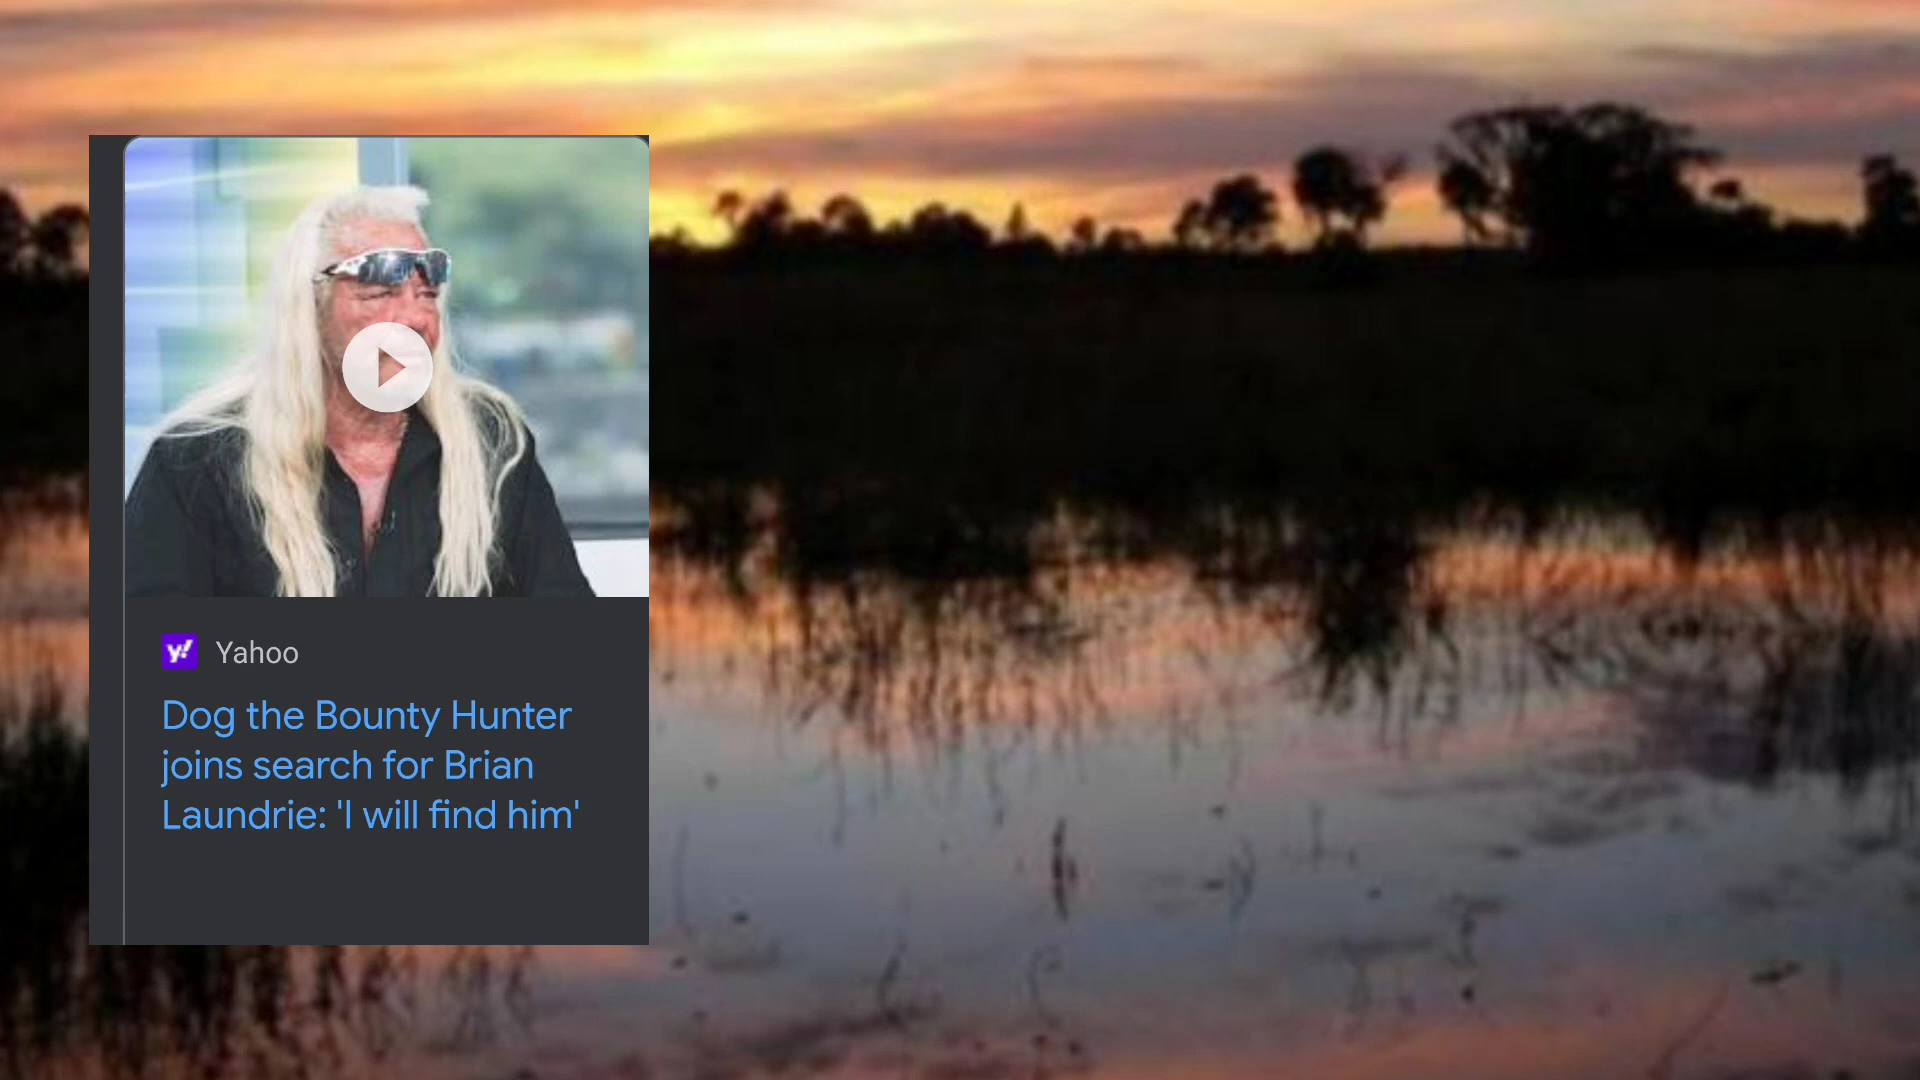 Yahoo
Dog the Bounty Hunter
joins search for Brian
Laundrie: 'I will find him'